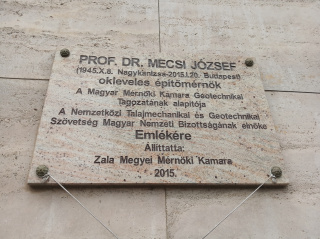 PROF. DR. MECSI JÓZSEF
(1945.X.8. Nagykanizsa-2015.I.20. Budapest)
okleveles építőmérnök
A Magyar Mérnöki Kamara Geotechnikai
Tagozatának alapítója
A Nemzetközi Talajmechanikai és Geotechnikai
Szövetség Magyar Nemzeti Bizottságának elnöke
Emlékére
Állíttatta:
Zala Megyei Mérnöki Kamara
2015.